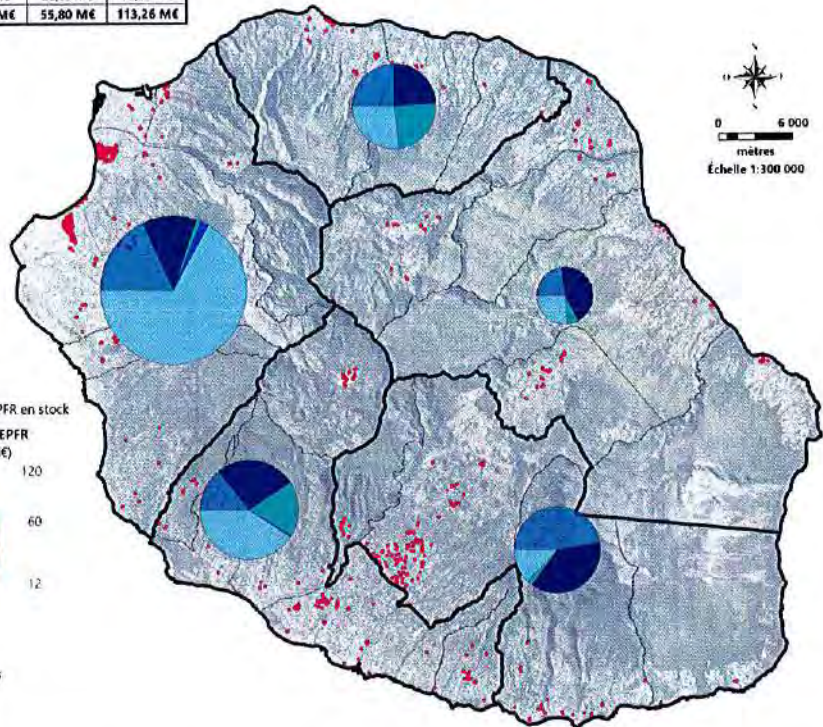 M€ 55,80 M€ 113,26 M€
0 6 000
mètres
Échelle 1:300 000
PFR en stock
EPFR
€)
120
60
12